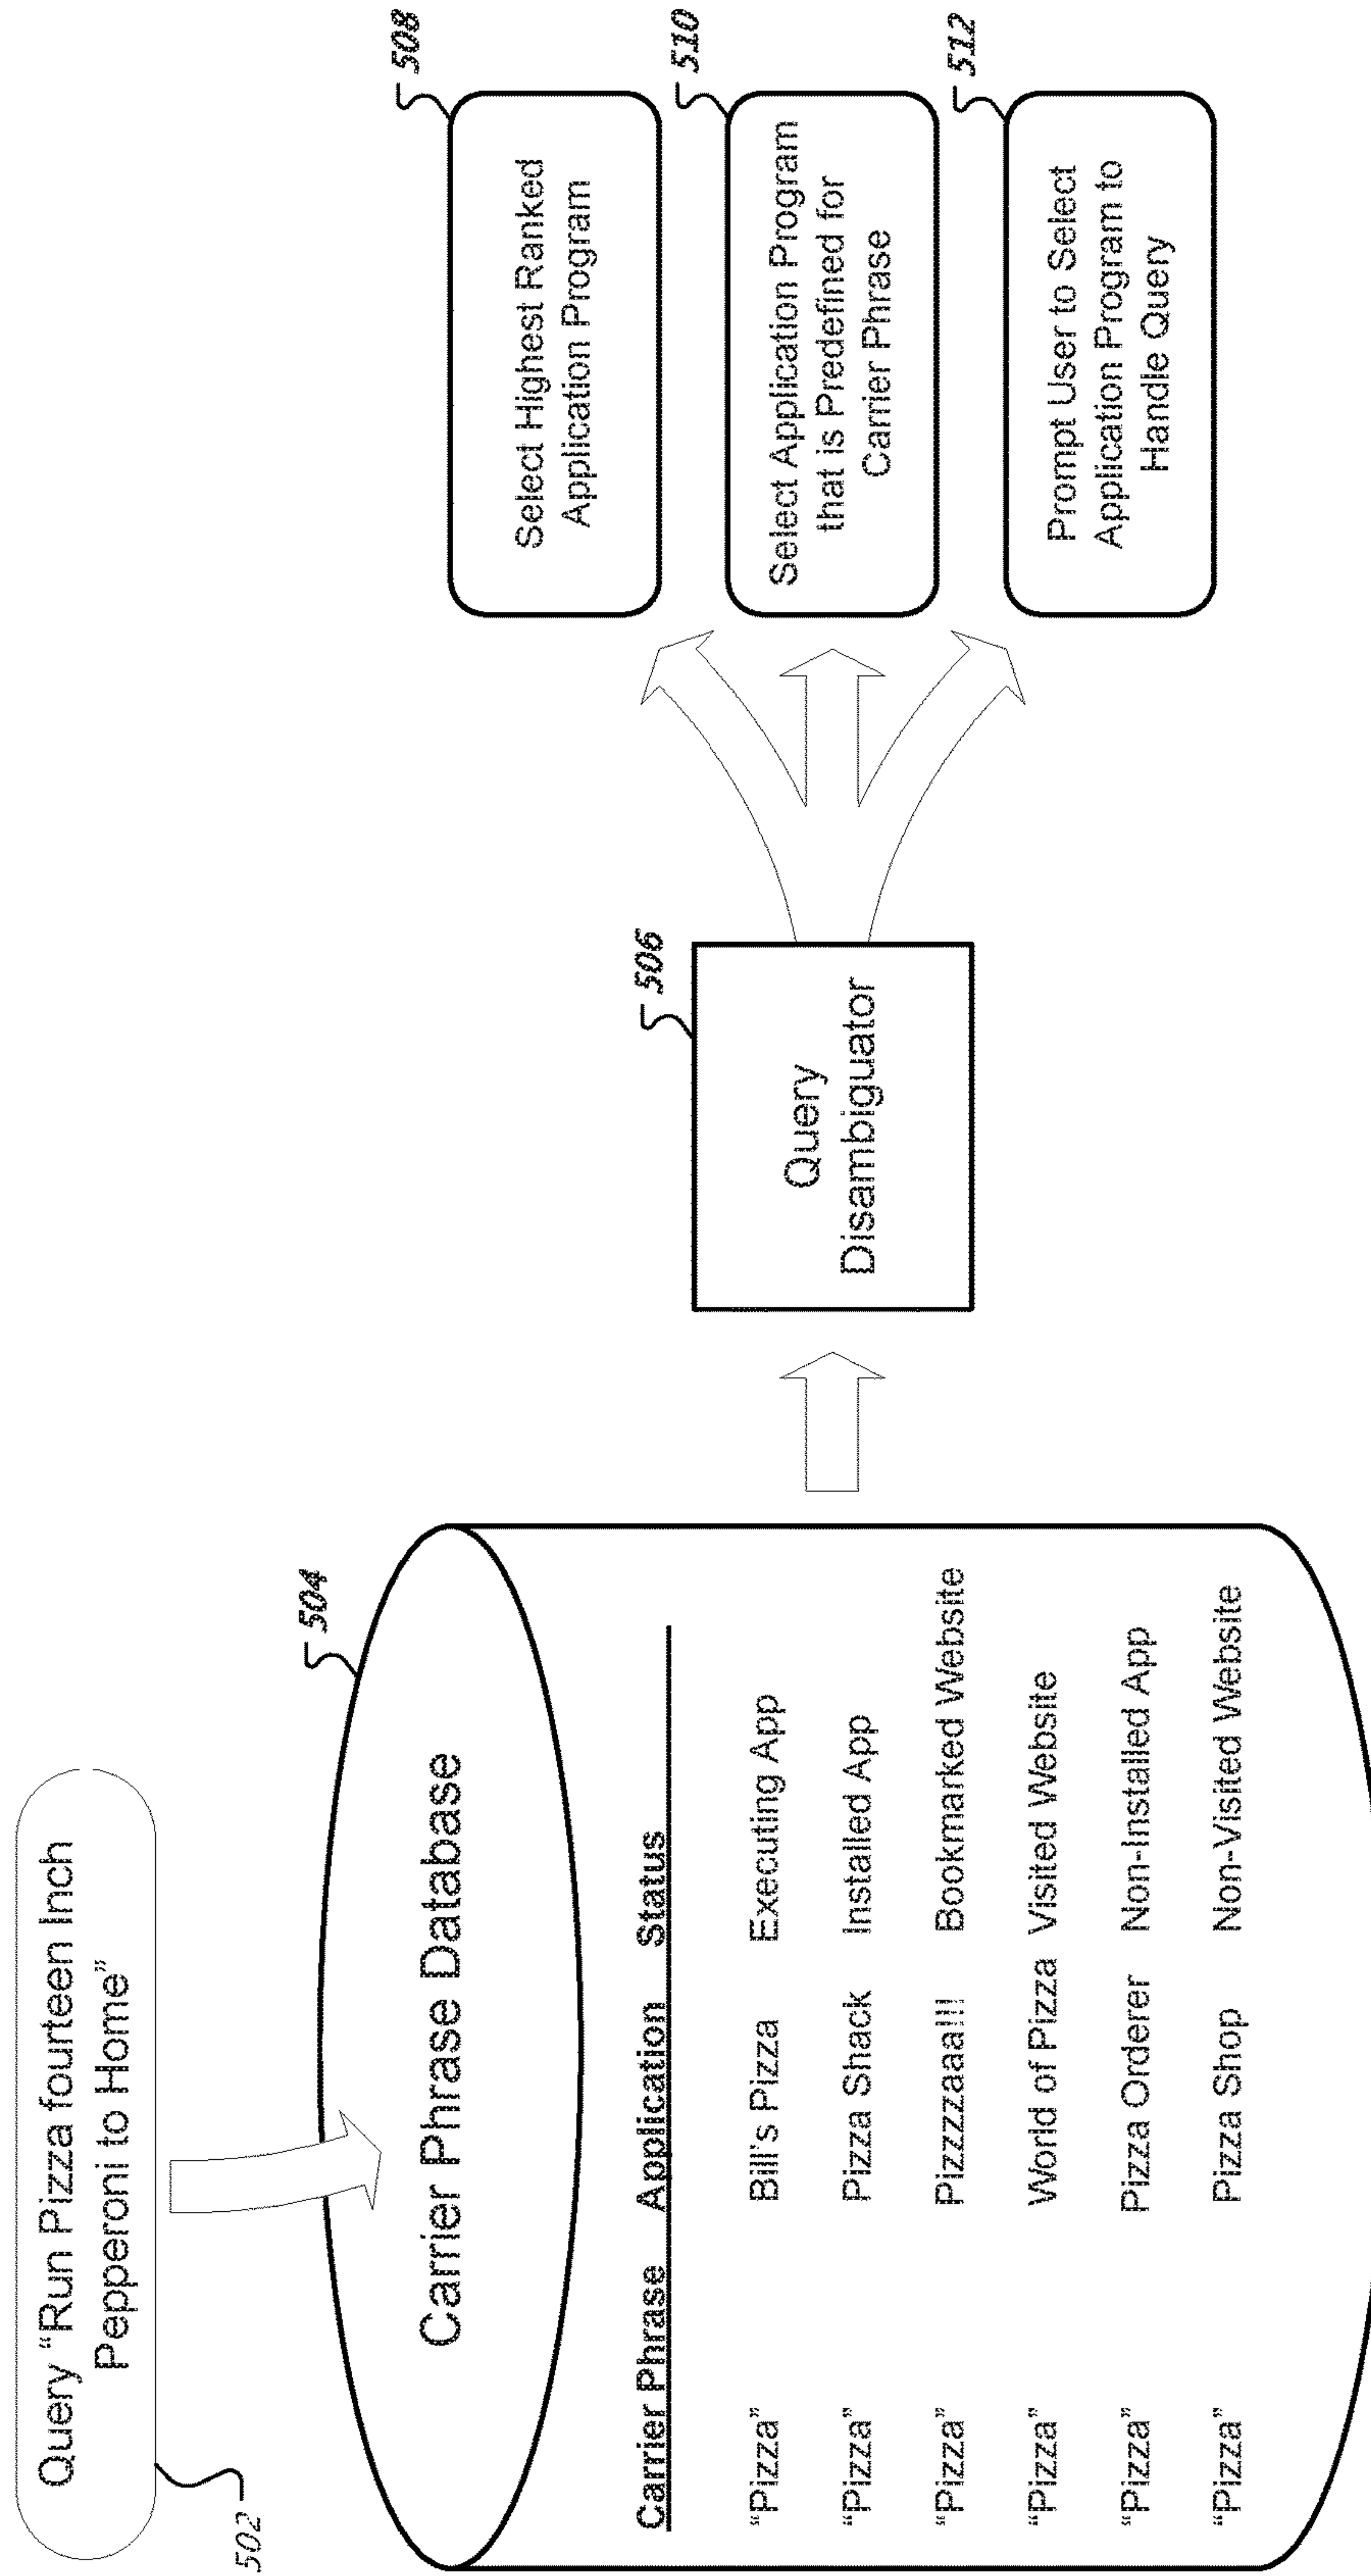 Query “Run Pizza fourteen Inch
Pepperoni to Home”
502
504
Carrier Phrase Database
Carrier Phrase Application Status
“Pizza” Bill's Pizza Executing App
“Pizza” Pizza Shack Installed App
“Pizza” Pizzzzaaa!!! Bookmarked Website
“Pizza” World of Pizza Visited Website
“Pizza” Pizza Orderer Non-Installed App
“Pizza” Pizza Shop Non-Visited Website
506
Query
Disambiguator
508
Select Highest Ranked
Application Program
510
Select Application Program
that is Predefined for
Carrier Phrase
512
Prompt User to Select
Application Program to
Handle Query